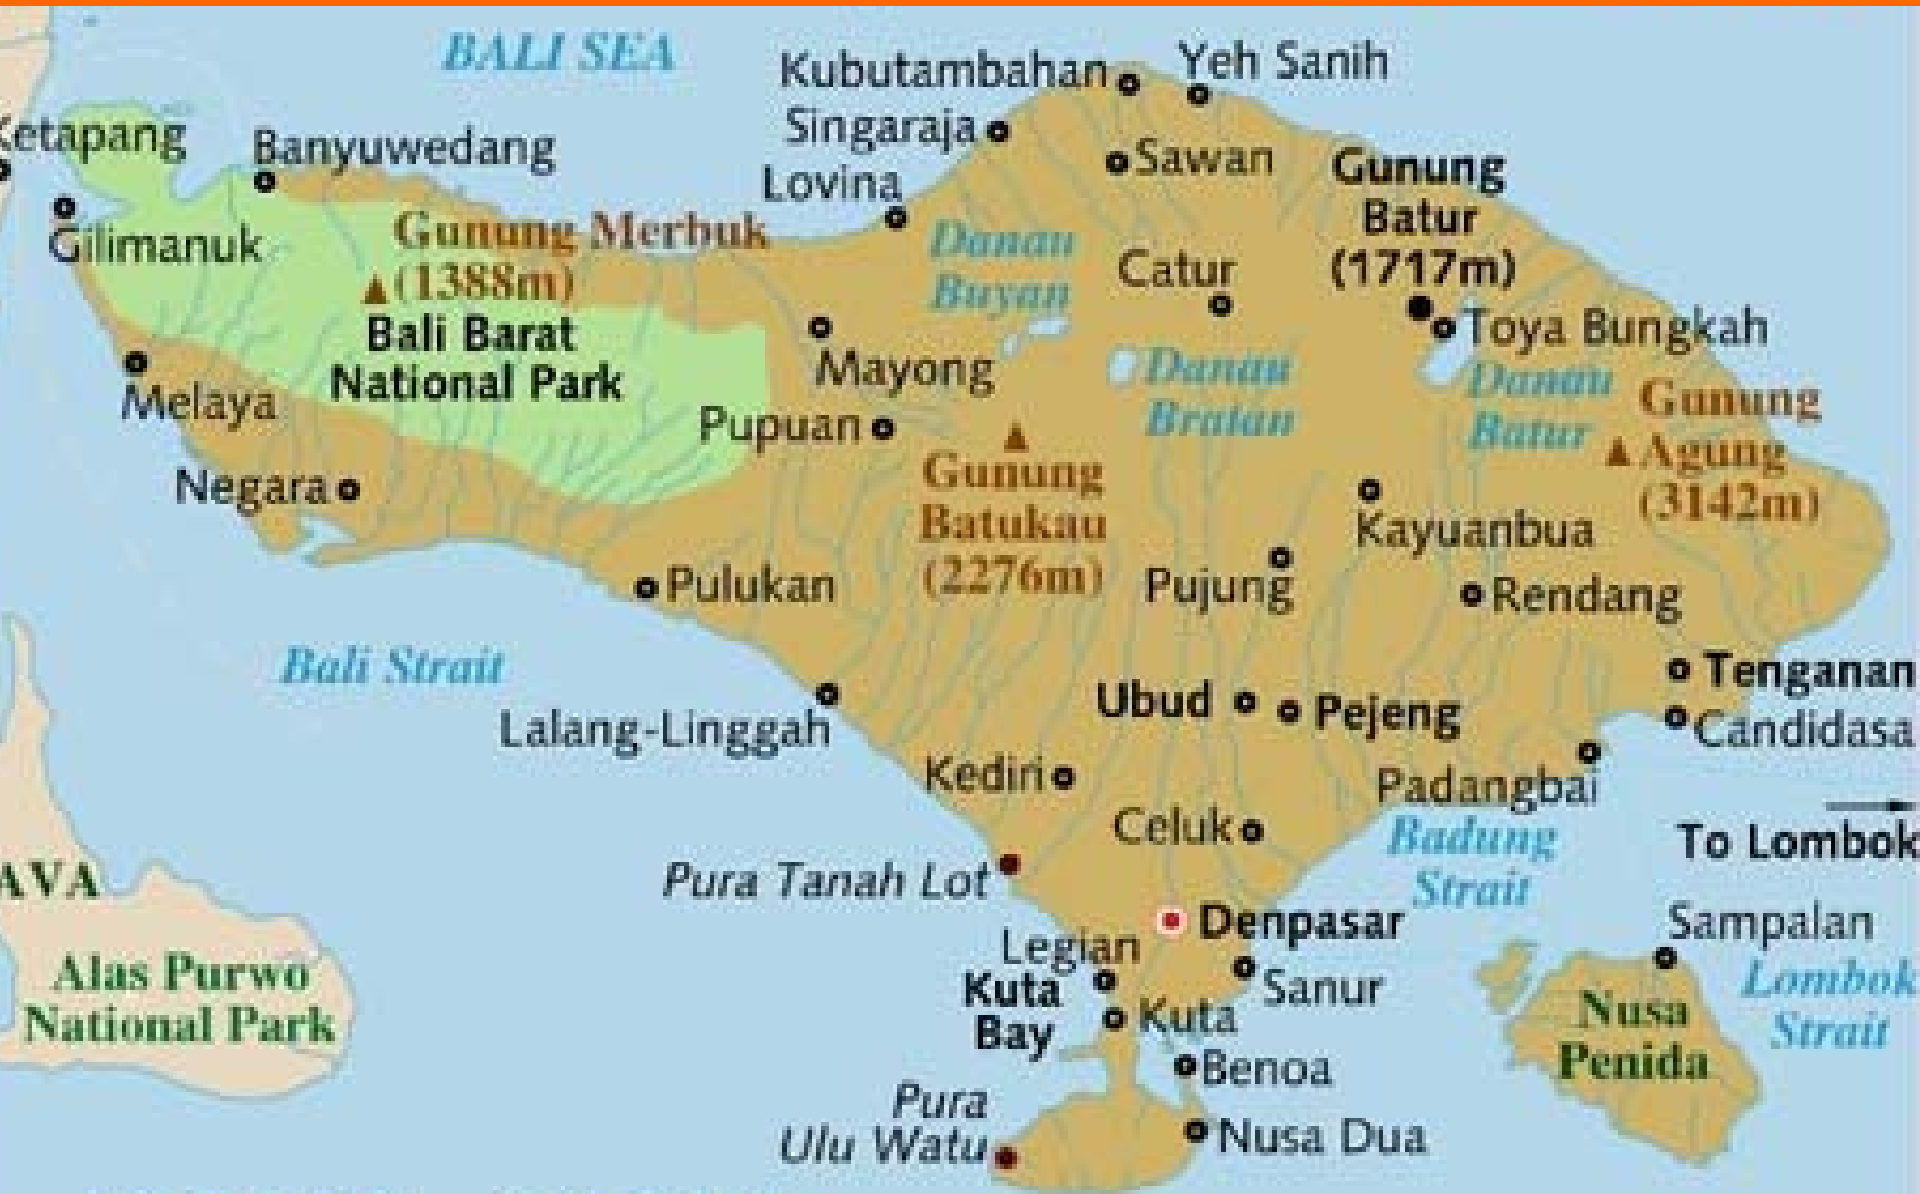 BALI SEA
Kubutambahan
Yeh Sanih
Singaraja
Ketapang
Banyuwedang
Sawan
Gunung
Batur
(1717m)
Lovina
Gilimanuk
Gunung Merbuk
(1388m)
Danau
Buyan
Catur
Bali Barat
National Park
Toya Bungkah
Mayong
Danau
Bratan
Danau
Batur
Gunung
Agung
(3142m)
Melaya
Pupuan
Gunung
Batukau
(2276m)
Negara
Kayuanbua
Pulukan
Pujung
Rendang
Bali Strait
Tenganan
Ubud
Pejeng
Lalang-Linggah
Candidasa
Kediri
Padangbai
Celuk
Badung
Strait
To Lombok
Pura Tanah Lot
AVA
Denpasar
Sampalan
Legian
Alas Purwo
National Park
Kuta
Bay
Sanur
Kuta
Lombok
Strait
Nusa
Penida
Benoa
Pura
Ulu Watu
Nusa Dua